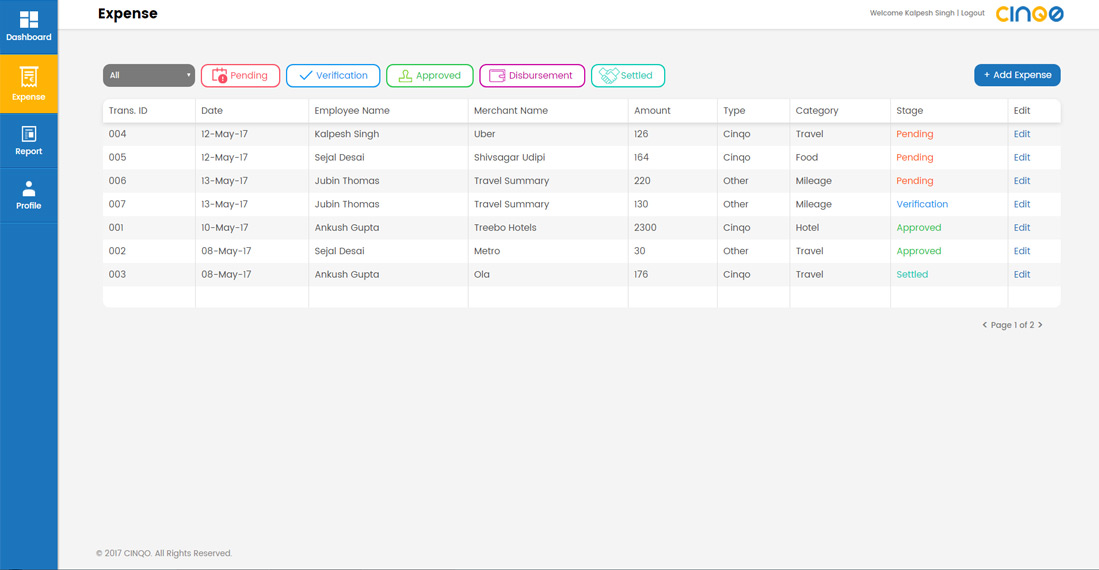 Expense
Welcome Kalpesh Singh | Logout
CINQO
Dashboard
Expense
Report
Profile
All
Pending
Verification
Approved
Disbursement
Settled
+ Add Expense
Trans. ID Date Employee Name Merchant Name Amount Type Category Stage Edit
004 12-May-17 Kalpesh Singh Uber 126 Cinqo Travel Pending Edit
005 12-May-17 Sejal Desai Shivsagar Udipi 164 Cinqo Food Pending Edit
006 13-May-17 Jubin Thomas Travel Summary 220 Other Mileage Pending Edit
007 13-May-17 Jubin Thomas Travel Summary 130 Other Mileage Verification Edit
001 10-May-17 Ankush Gupta Treebo Hotels 2300 Cinqo Hotel Approved Edit
002 08-May-17 Sejal Desai Metro 30 Other Travel Approved Edit
003 08-May-17 Ankush Gupta Ola 176 Cinqo Travel Settled Edit
< Page 1 of 2 >
© 2017 CINQO. All Rights Reserved.